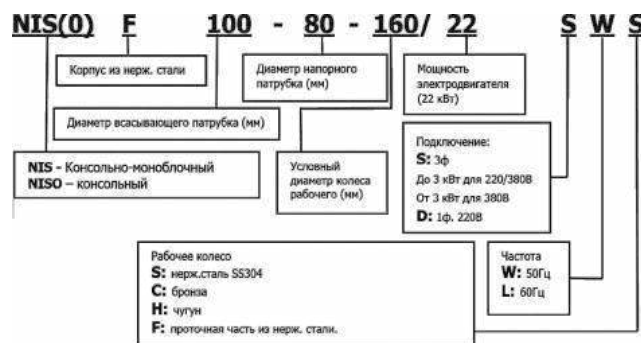 NIS(0) F 100 - 80 - 160/ 22 S W S
Корпус из нерж. стали
Диаметр напорного
патрубка (мм)
Мощность
электродвигателя
(22 кВт)
Диаметр всасывающего патрубка (мм)
NIS - Консольно-моноблочный
NISO – консольный
Условный
диаметр колеса
рабочего (мм)
Подключение:
S: 3ф
До 3 кВт для 220/380В
От 3 кВт для 380В
D: 1ф. 220В
Рабочее колесо
S: нерж.сталь SS304
C: бронза
H: чугун
F: проточная часть из нерж. стали.
Частота
W: 50Гц
L: 60Гц